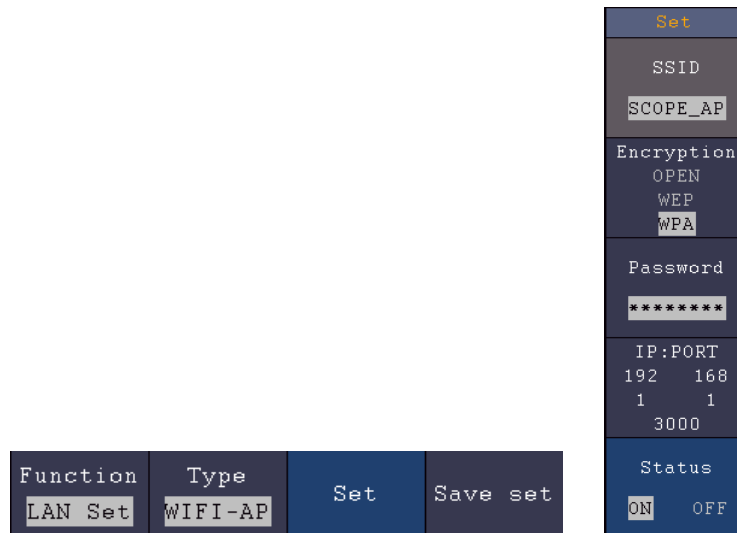 Set
SSID
SCOPE_AP
Encryption
OPEN
WEP
WPA
Password
********
IP:PORT
192 168
1 1
3000
Status
ON OFF
Function Type Set Save set
LAN Set WIFI-AP